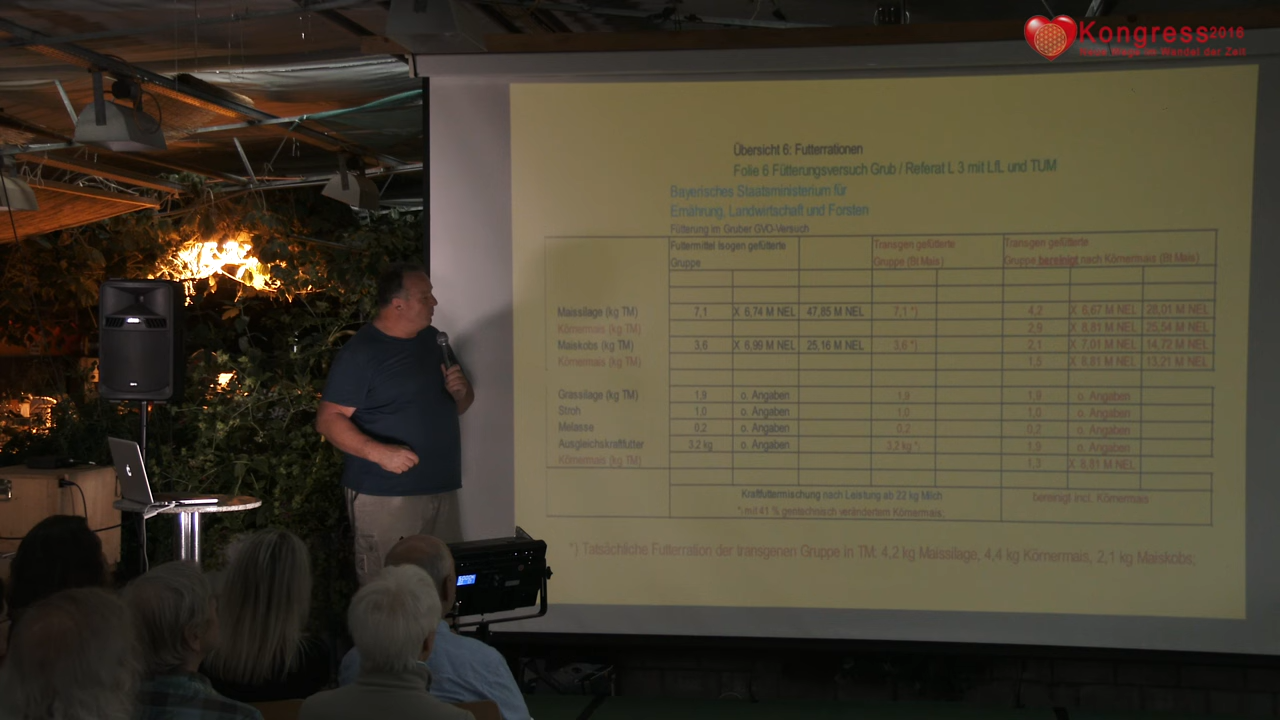 Kongress2016
Neue Wege im Wandel der Zeit
Übersicht 6: Futterrationen
Folie 6 Fütterungsversuch Grub / Referat L 3 mit LfL und TUM
Bayerisches Staatsministerium für
Ernährung, Landwirtschaft und Forsten
Fütterung im Gruber GVO-Versuch
Futtermittel Isogen gefütterte Transgen gefütterte Transgen gefütterte
Gruppe Gruppe (Bt Mais) Gruppe bereinigt nach Körnermais (Bt Mais)
Maissilage (kg TM) 7,1 X 6,74 M NEL 47,85 M NEL 7,1 *) 4,2 X 6,67 M NEL 28,01 M NEL
Körnermais (kg TM) 2,9 X 8,81 M NEL 25,54 M NEL
Maiskobs (kg TM) 3,6 X 6,99 M NEL 25,16 M NEL 3,6 *) 2,1 X 7,01 M NEL 14,72 M NEL
Körnermais (kg TM) 1,5 X 8,81 M NEL 13,21 M NEL
Grassilage (kg TM) 1,9 o. Angaben 1,9 1,9 o. Angaben
Stroh 1,0 o. Angaben 1,0 1,0 o. Angaben
Melasse 0,2 o. Angaben 0,2 0,2 o. Angaben
Ausgleichskraftfutter 3,2 kg o. Angaben 3,2 kg *) 1,9 o. Angaben
Körnermais (kg TM) 1,3 X 8,81 M NEL
Kraftfuttermischung nach Leistung ab 22 kg Milch bereinigt incl. Körnermais
*) mit 41 % gentechnisch verändertem Körnermais;
*) Tatsächliche Futterration der transgenen Gruppe in TM: 4,2 kg Maissilage, 4,4 kg Körnermais, 2,1 kg Maiskobs;